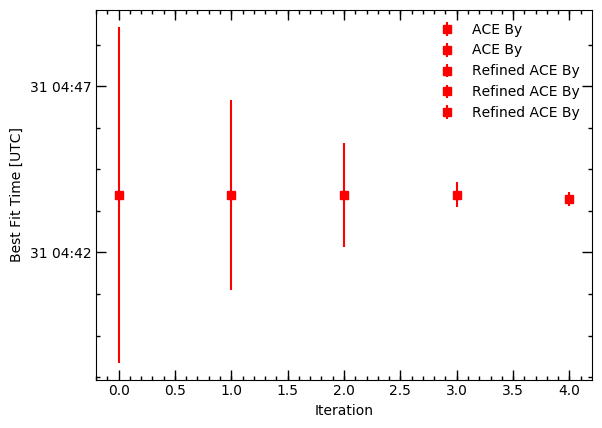 ACE By
ACE By
Refined ACE By
Refined ACE By
Refined ACE By
31 04:47
31 04:42
Best Fit Time [UTC]
0.0 0.5 1.0 1.5 2.0 2.5 3.0 3.5 4.0
Iteration